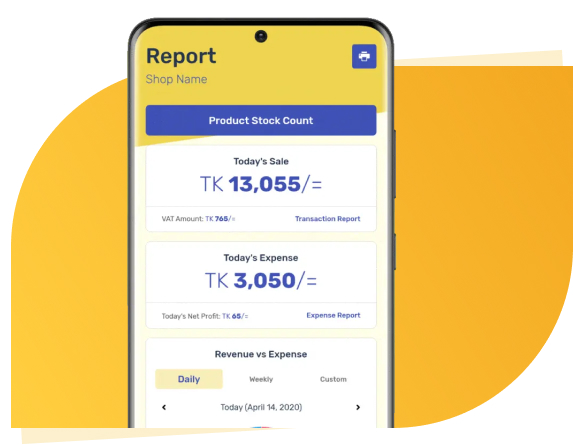 Report
Shop Name
Product Stock Count
Today's Sale
TK 13,055/=
VAT Amount: TK 765/=
Transaction Report
Today's Expense
TK 3,050/=
Today's Net Profit: TK 65/=
Expense Report
Revenue vs Expense
Daily
Weekly
Custom
Today (April 14, 2020)